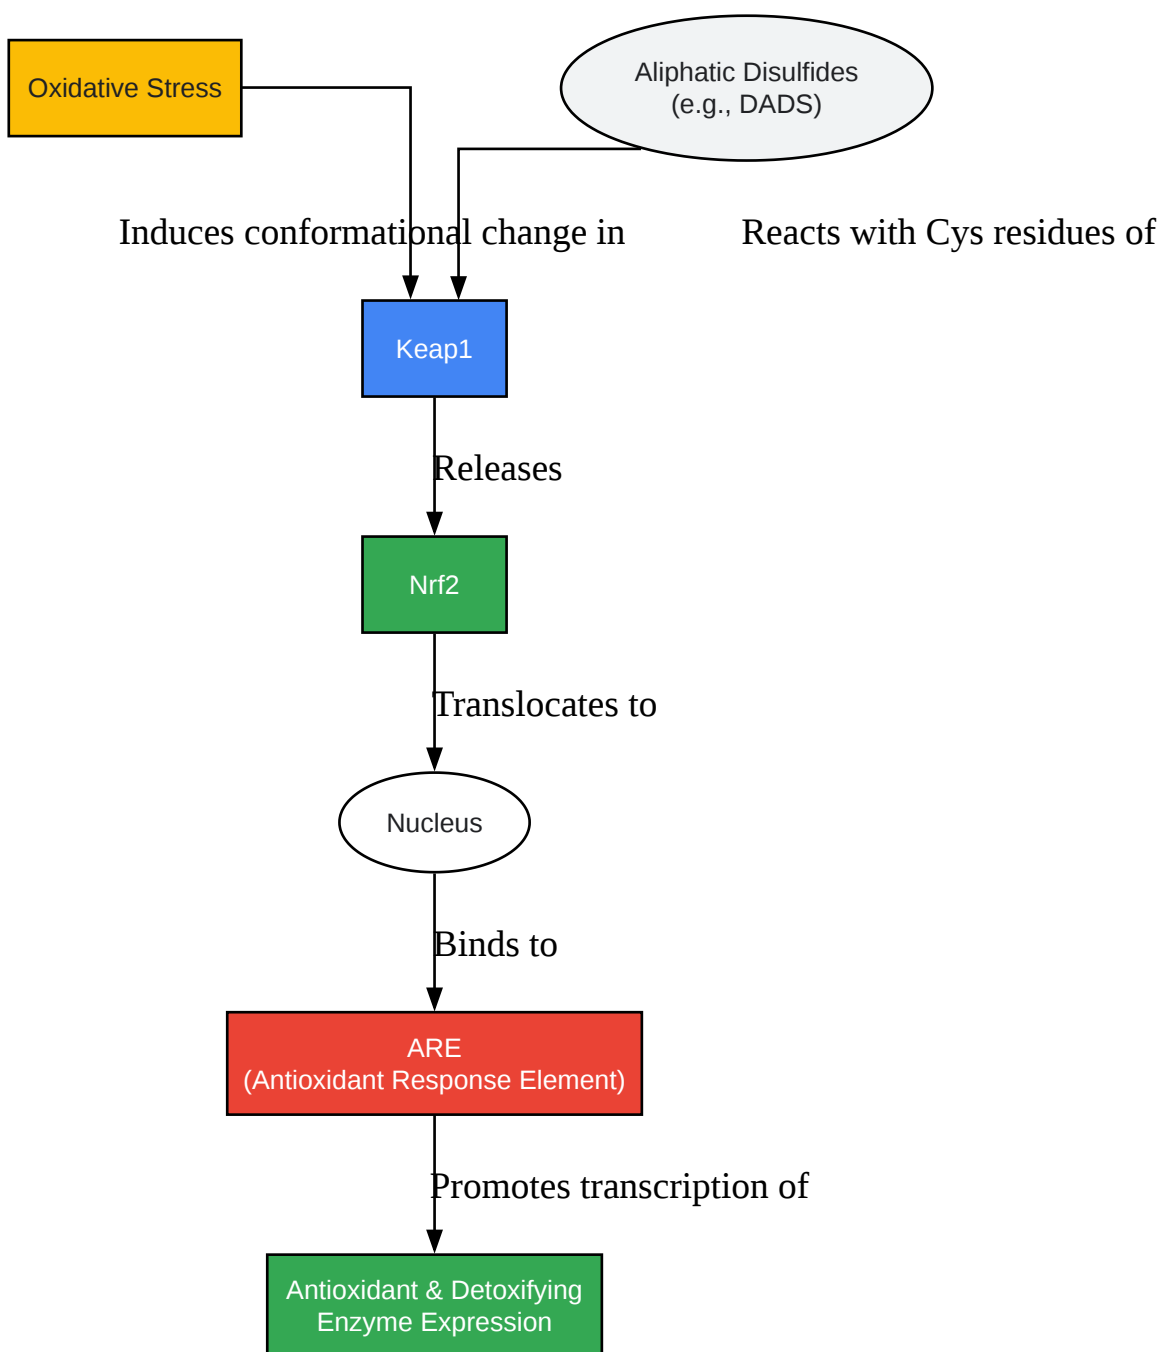 Oxidative Stress
Aliphatic Disulfides
(e.g., DADS)
Induces conformational change in
Reacts with Cys residues of
Keap1
Releases
Nrf2
Translocates to
Nucleus
Binds to
ARE
(Antioxidant Response Element)
Promotes transcription of
Antioxidant & Detoxifying
Enzyme Expression